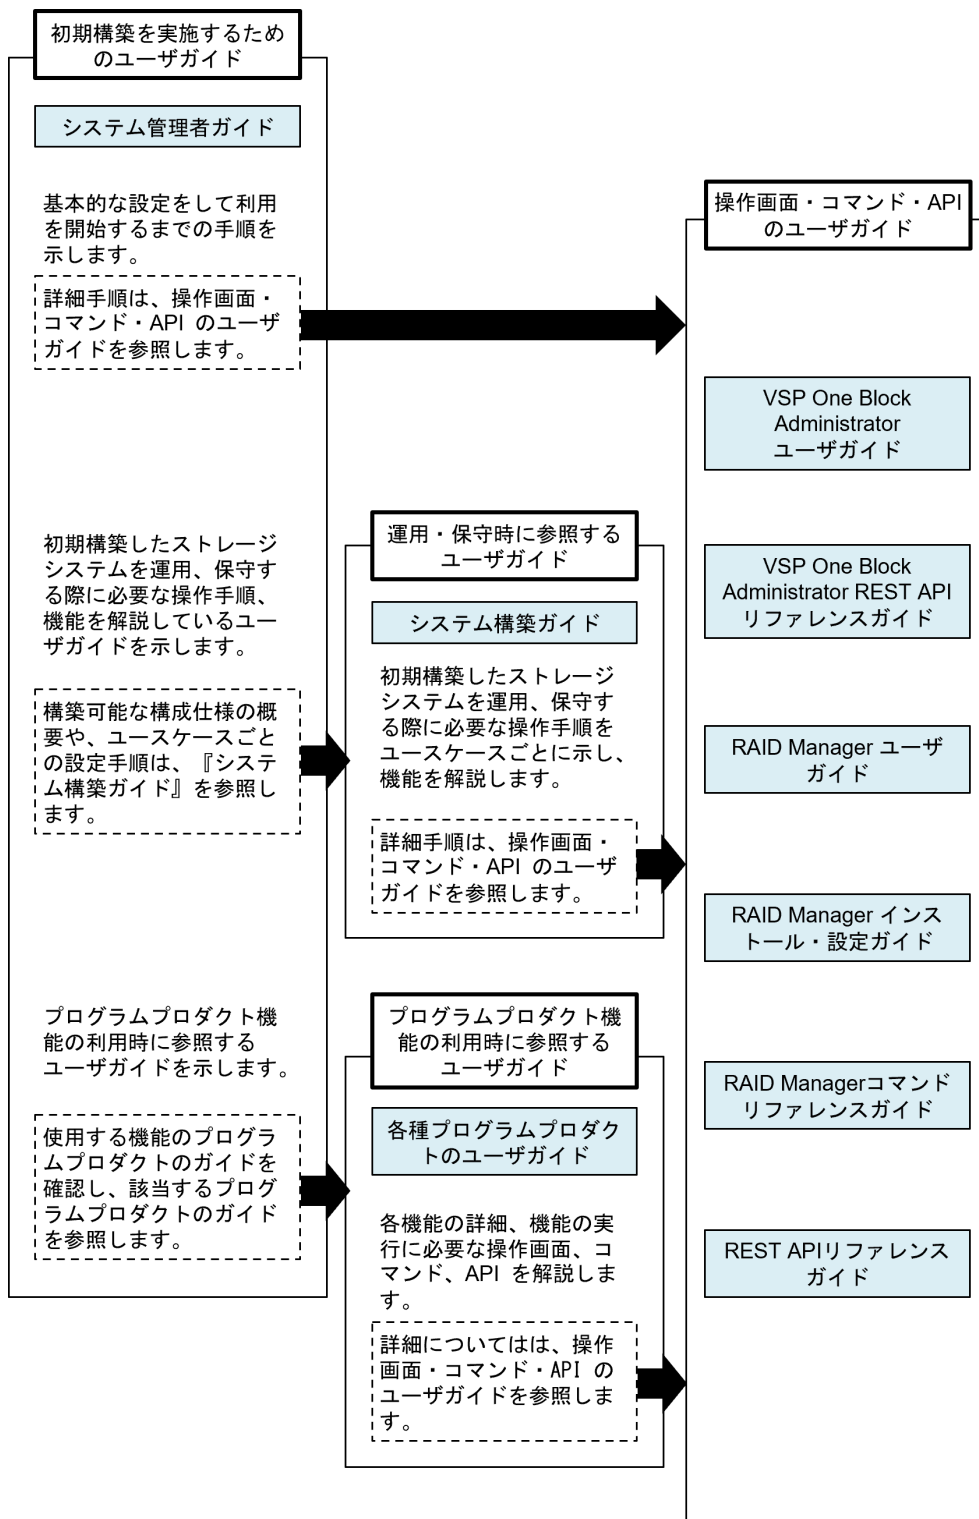 初期構築を実施するため
のユーザガイド
システム管理者ガイド
基本的な設定をして利用
を開始するまでの手順を
示します。
詳細手順は、操作画面・
コマンド・API のユーザ
ガイドを参照します。
初期構築したストレージ
システムを運用、保守す
る際に必要な操作手順、
機能を解説しているユー
ザガイドを示します。
構築可能な構成仕様の概
要や、ユースケースごと
の設定手順は、『システ
ム構築ガイド』を参照し
ます。
プログラムプロダクト機
能の利用時に参照する
ユーザガイドを示します。
使用する機能のプログラ
ムプロダクトのガイドを
確認し、該当するプログ
ラムプロダクトのガイド
を参照します。
運用・保守時に参照する
ユーザガイド
システム構築ガイド
初期構築したストレージ
システムを運用、保守す
る際に必要な操作手順を
ユースケースごとに示し、
機能を解説します。
詳細手順は、操作画面・
コマンド・API のユーザ
ガイドを参照します。
プログラムプロダクト機
能の利用時に参照する
ユーザガイド
各種プログラムプロダク
トのユーザガイド
各機能の詳細、機能の実
行に必要な操作画面、コ
マンド、API を解説しま
す。
詳細についてはは、操作
画面・コマンド・API の
ユーザガイドを参照しま
す。
操作画面・コマンド・API
のユーザガイド
VSP One Block
Administrator
ユーザガイド
VSP One Block
Administrator REST API
リファレンスガイド
RAID Manager ユーザ
ガイド
RAID Manager インス
トール・設定ガイド
RAID Managerコマンド
リファレンスガイド
REST APIリファレンス
ガイド